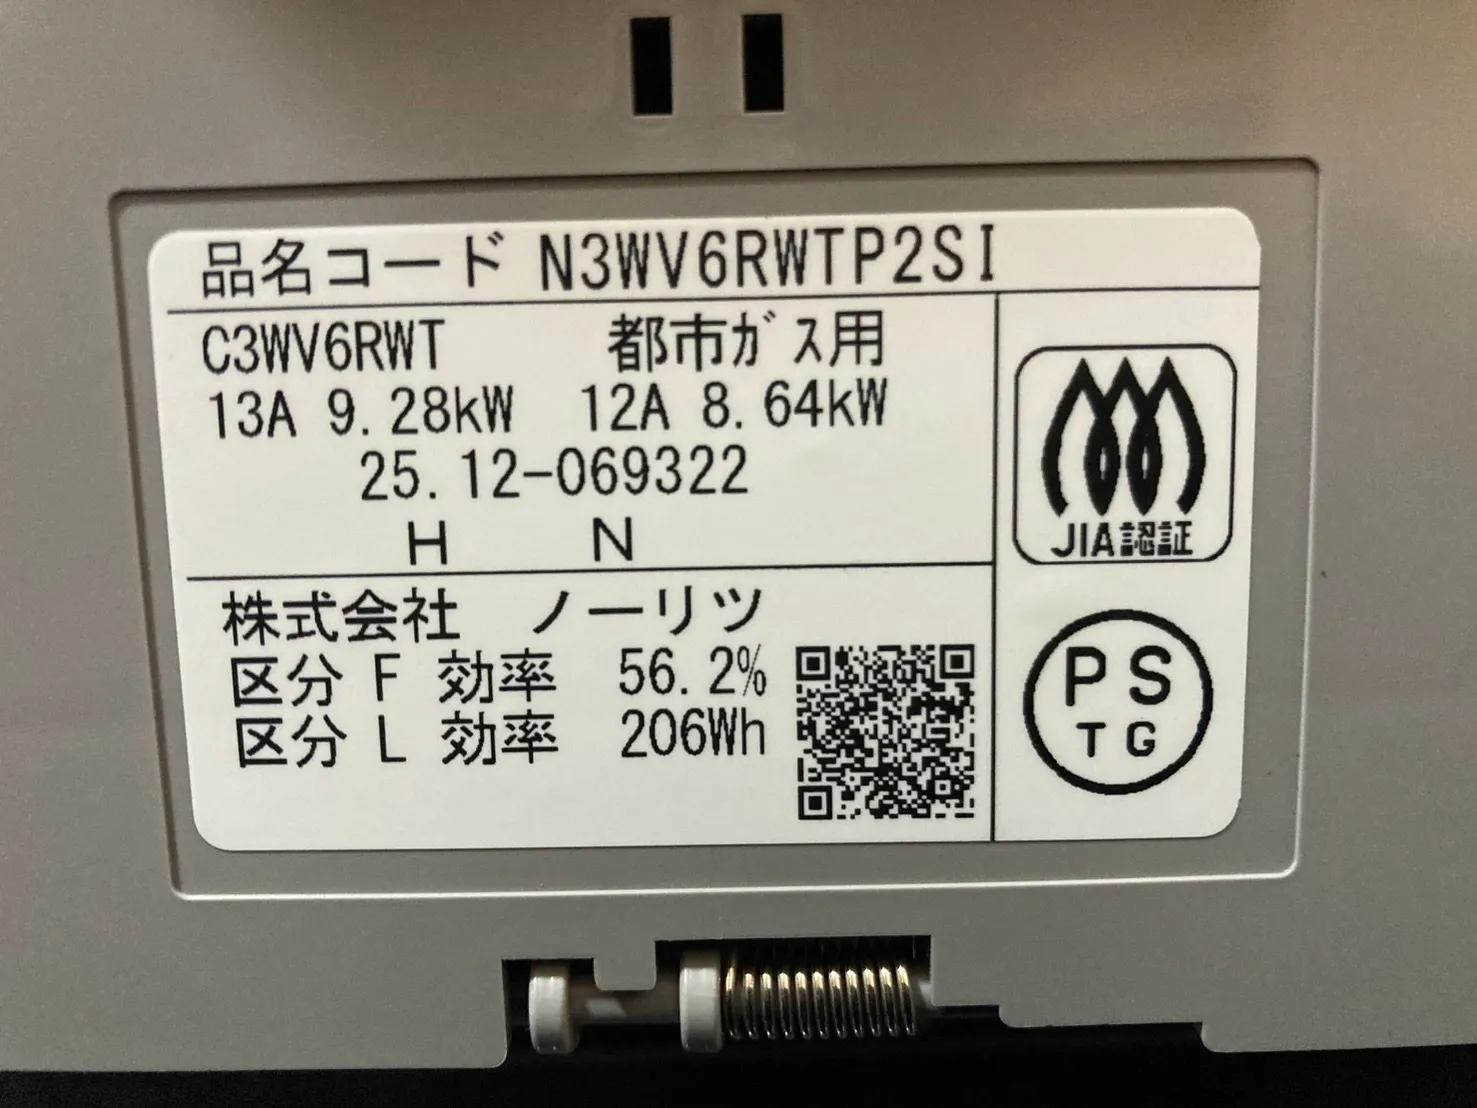 品名コード N3WV6RWTP2SI
C3WV6RWT 都市ｶﾞｽ用
13A 9.28kW 12A 8.64kW
25.12-069322
H N
JIA認証
株式会社 ノーリツ
区分 F 効率 56.2%
区分 L 効率 206Wh
PS
TG